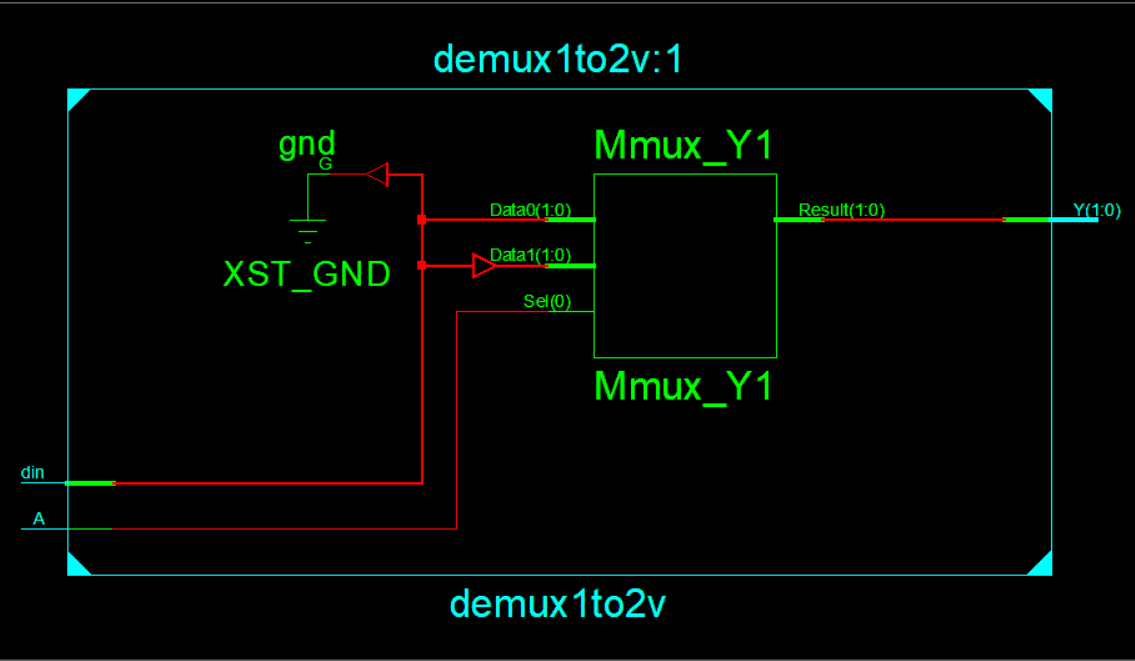 demux1to2v:1
gnd
G
XST_GND
Mmux_Y1
Data0(1:0)
Data1(1:0)
Sel(0)
Result(1:0)
Y(1:0)
Mmux_Y1
din
A
demux1to2v